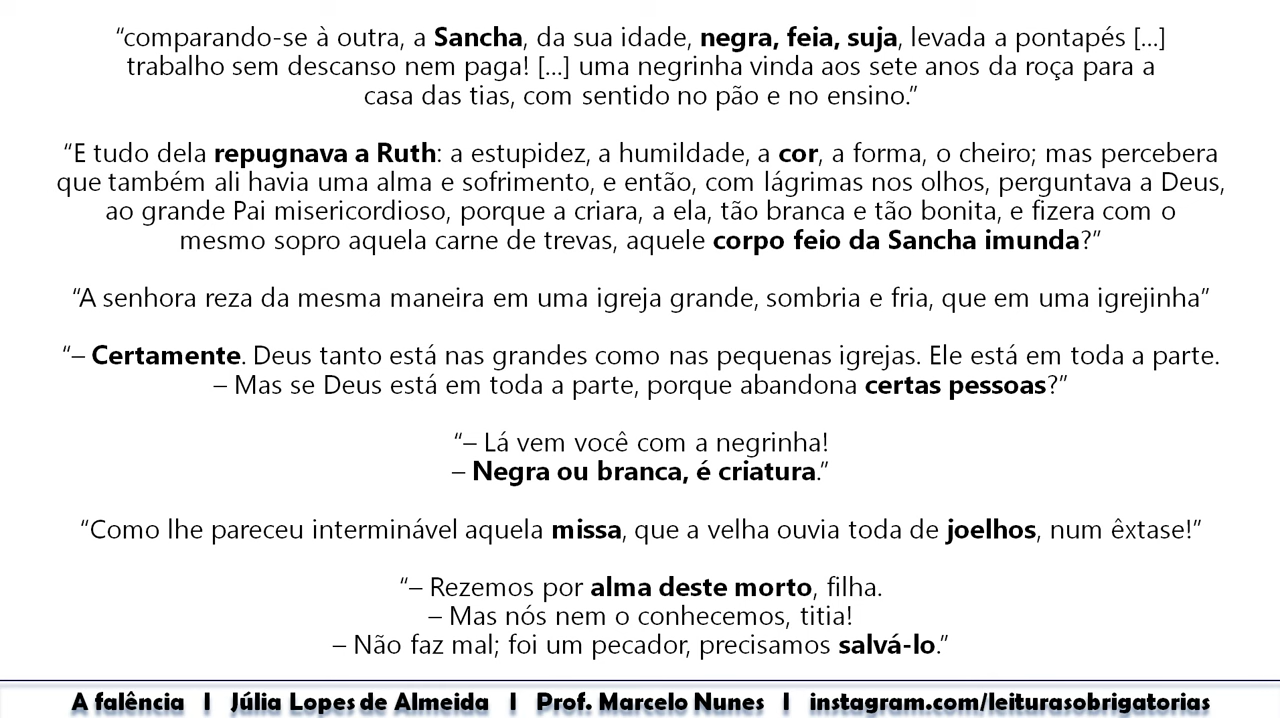 “comparando-se à outra, a Sancha, da sua idade, negra, feia, suja, levada a pontapés [...]
trabalho sem descanso nem paga! [...] uma negrinha vinda aos sete anos da roça para a
casa das tias, com sentido no pão e no ensino.”
“E tudo dela repugnava a Ruth: a estupidez, a humildade, a cor, a forma, o cheiro; mas percebera
que também ali havia uma alma e sofrimento, e então, com lágrimas nos olhos, perguntava a Deus,
ao grande Pai misericordioso, porque a criara, a ela, tão branca e tão bonita, e fizera com o
mesmo sopro aquela carne de trevas, aquele corpo feio da Sancha imunda?”
“A senhora reza da mesma maneira em uma igreja grande, sombria e fria, que em uma igrejinha”
“– Certamente. Deus tanto está nas grandes como nas pequenas igrejas. Ele está em toda a parte.
– Mas se Deus está em toda a parte, porque abandona certas pessoas?”
“– Lá vem você com a negrinha!
– Negra ou branca, é criatura.”
“Como lhe pareceu interminável aquela missa, que a velha ouvia toda de joelhos, num êxtase!”
“– Rezemos por alma deste morto, filha.
– Mas nós nem o conhecemos, titia!
– Não faz mal; foi um pecador, precisamos salvá-lo.”
A falência I Júlia Lopes de Almeida I Prof. Marcelo Nunes I instagram.com/leiturasobrigatorias